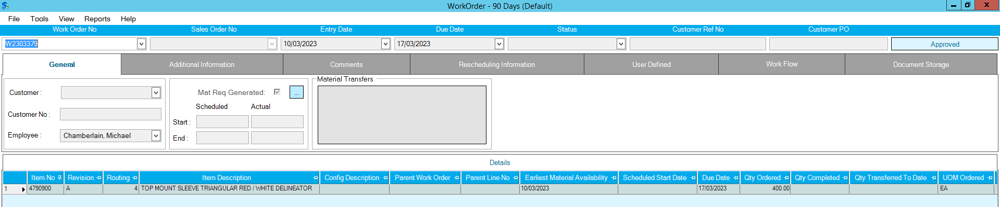 WorkOrder - 90 Days (Default)
File Tools View Reports Help
Work Order No Sales Order No Entry Date Due Date Status Customer Ref No Customer PO
W2303379 10/03/2023 17/03/2023 Approved
General Additional Information Comments Rescheduling Information User Defined Work Flow Document Storage
Customer : Mat Req Generated: ... Material Transfers
Scheduled Actual
Customer No : Start :
Employee : Chamberlain, Michael End :
Details
Item No Revision Routing Item Description Config Description Parent Work Order Parent Line No Earliest Material Availability Scheduled Start Date Due Date Qty Ordered Qty Completed Qty Transferred To Date UOM Ordered
1 4790900 A 4 TOP MOUNT SLEEVE TRIANGULAR RED / WHITE DELINEATOR 10/03/2023 17/03/2023 400.00 EA